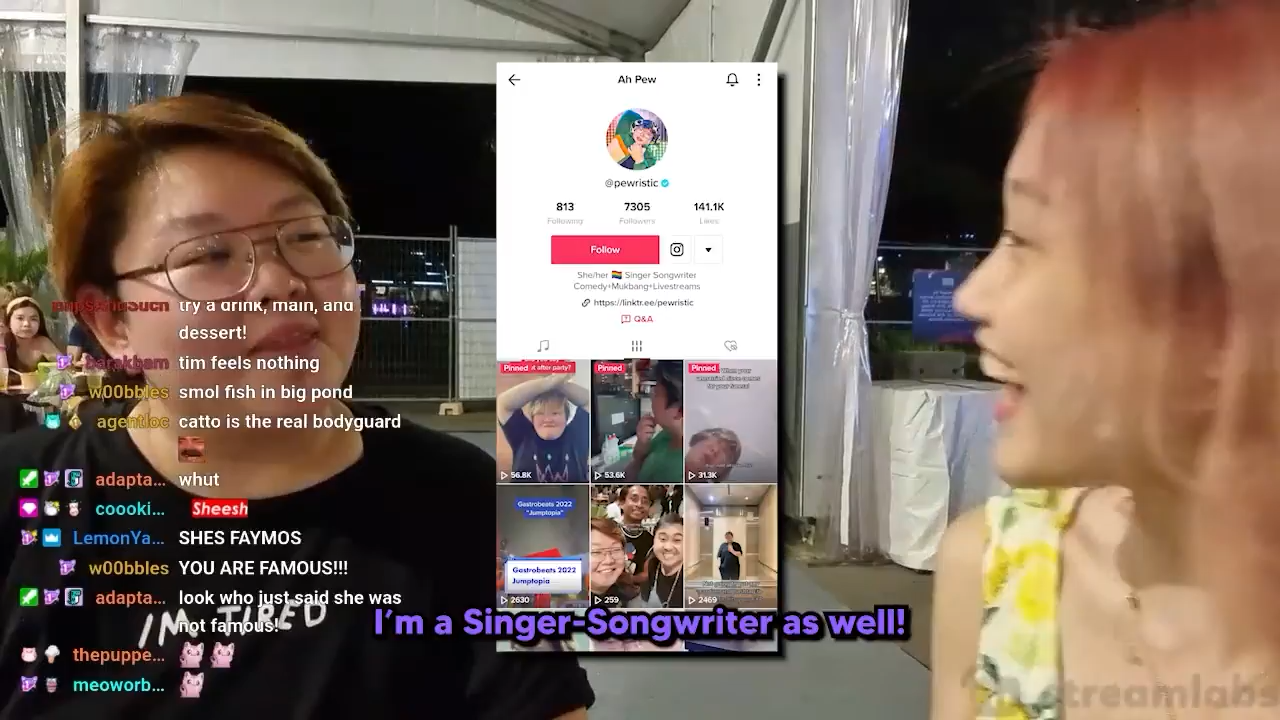 Ah Pew
@pewristic
813 7305 141.1K
Following Followers Likes
Follow
She/her 🏳️‍🌈 Singer Songwriter
Comedy+Mukbang+Livestreams
https://linktr.ee/pewristic
Q&A
Pinned
Pinned
Pinned
56.8K 53.6K 31.3K
Gastrobeats 2022
"Jumptopia"
Gastrobeats 2022
Jumptopia
2630 259 2469
try a drink, main, and
dessert!
barakham tim feels nothing
w00bbles smol fish in big pond
agentloc catto is the real bodyguard
adapta... whut
coooki... Sheesh
LemonYa... SHES FAYMOS
w00bbles YOU ARE FAMOUS!!!
adapta... look who just said she was
not famous!
thepuppe...
meoworb...
I'M TIRED
I'm a Singer-Songwriter as well!
streamlabs